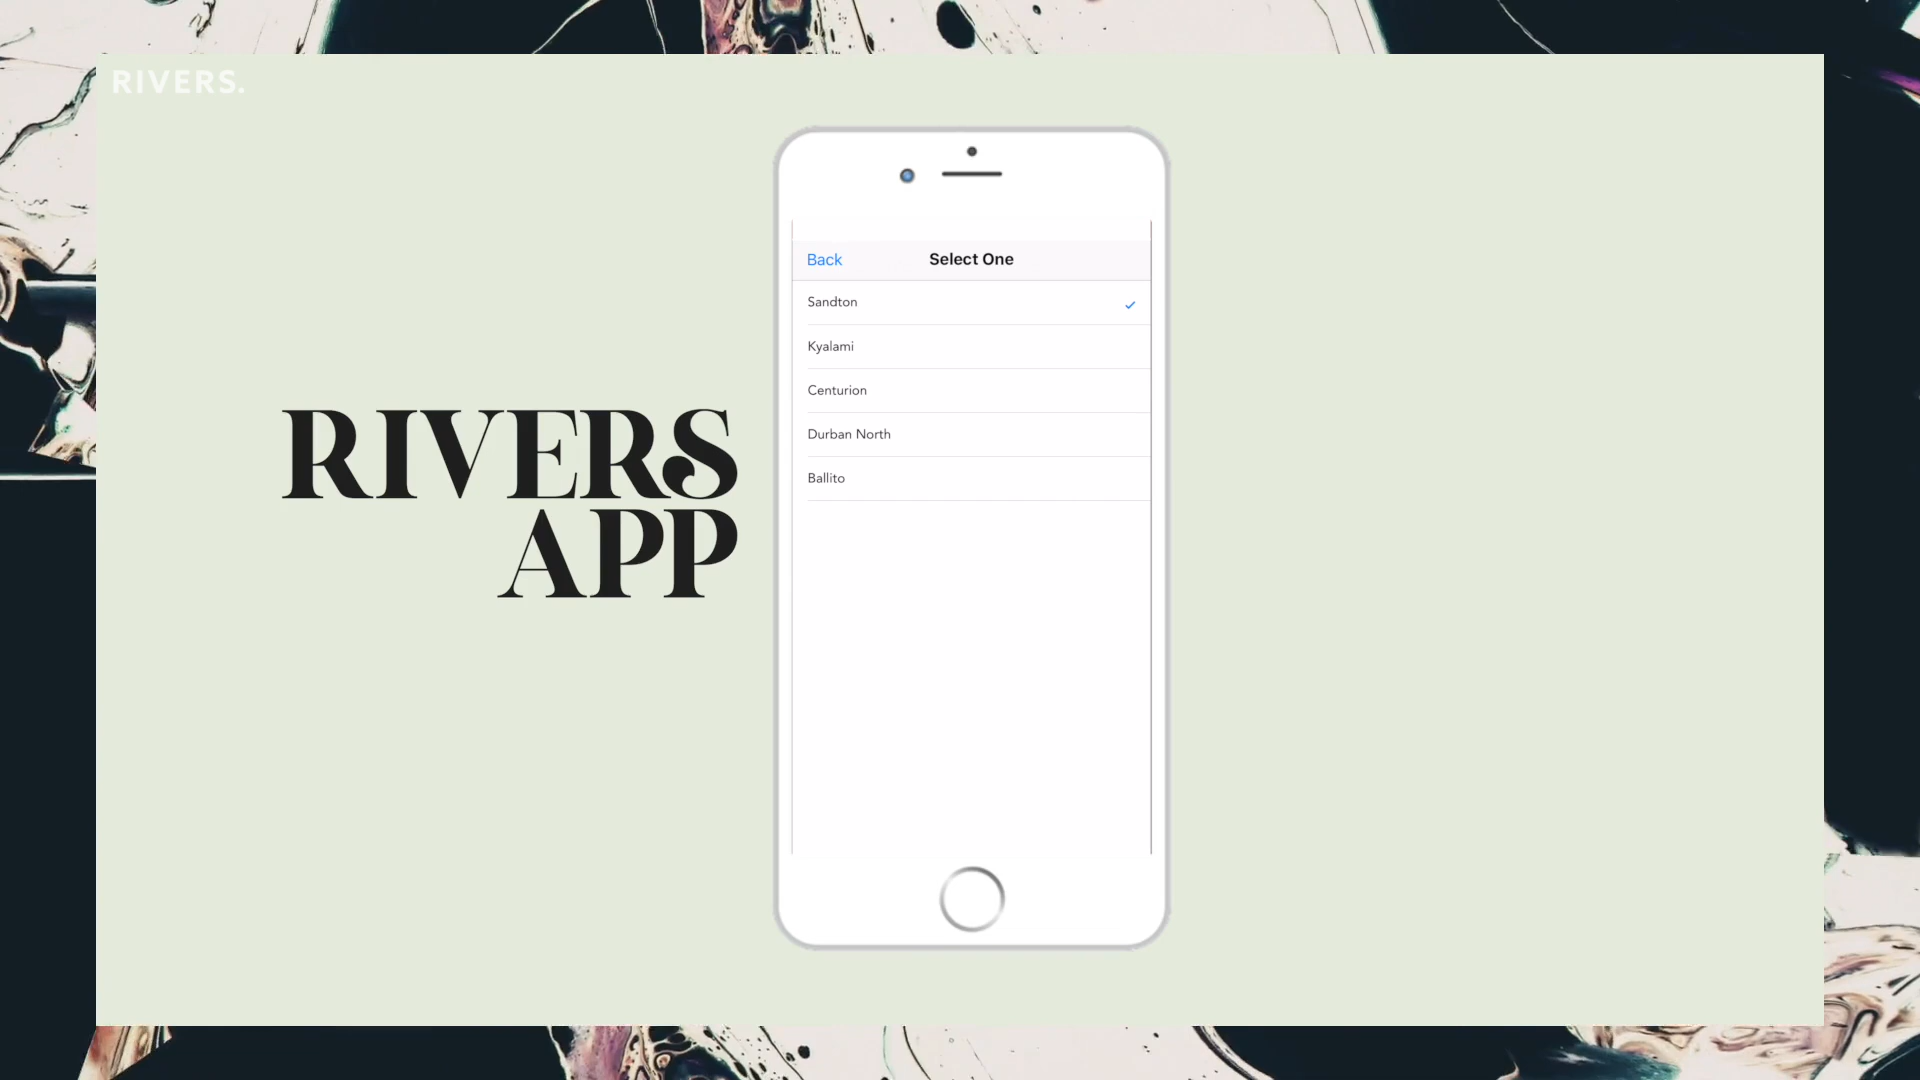 RIVERS.
RIVERS
APP
Back
Select One
Sandton
Kyalami
Centurion
Durban North
Ballito